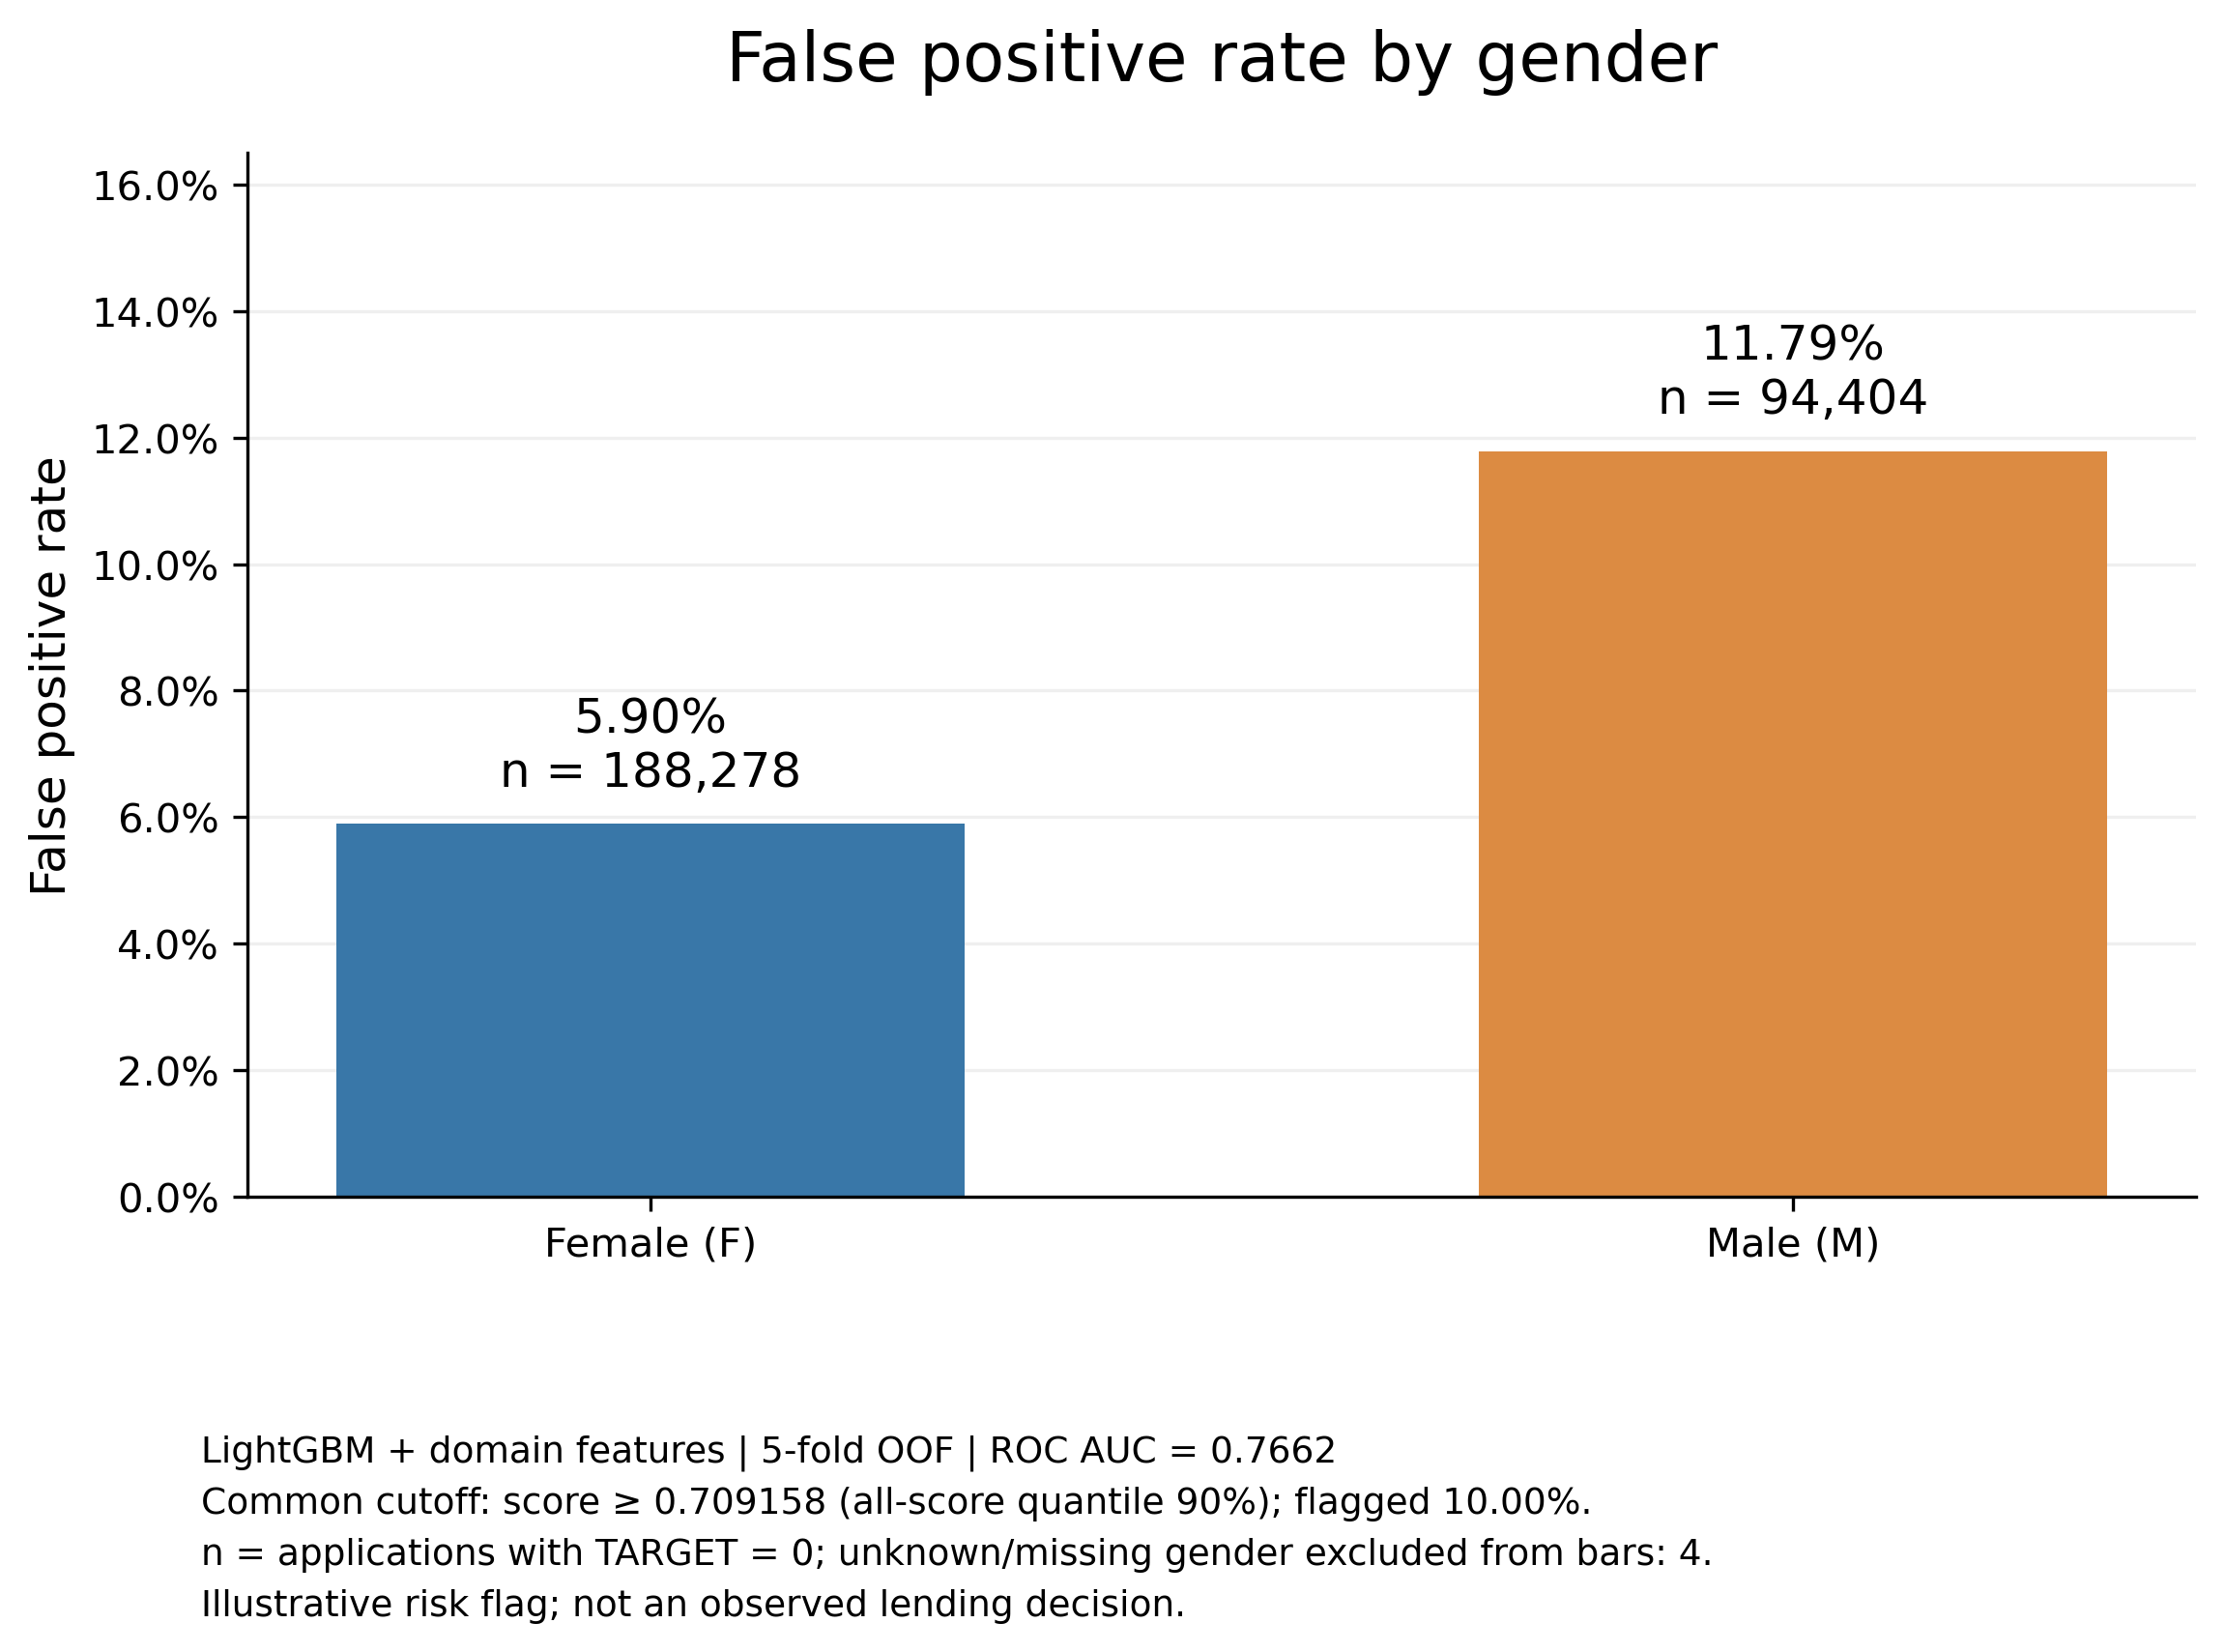 False positive rate by gender
False positive rate
16.0%
14.0%
12.0%
10.0%
8.0%
6.0%
4.0%
2.0%
0.0%
5.90%
n = 188,278
11.79%
n = 94,404
Female (F)
Male (M)
LightGBM + domain features | 5-fold OOF | ROC AUC = 0.7662
Common cutoff: score ≥ 0.709158 (all-score quantile 90%); flagged 10.00%.
n = applications with TARGET = 0; unknown/missing gender excluded from bars: 4.
Illustrative risk flag; not an observed lending decision.